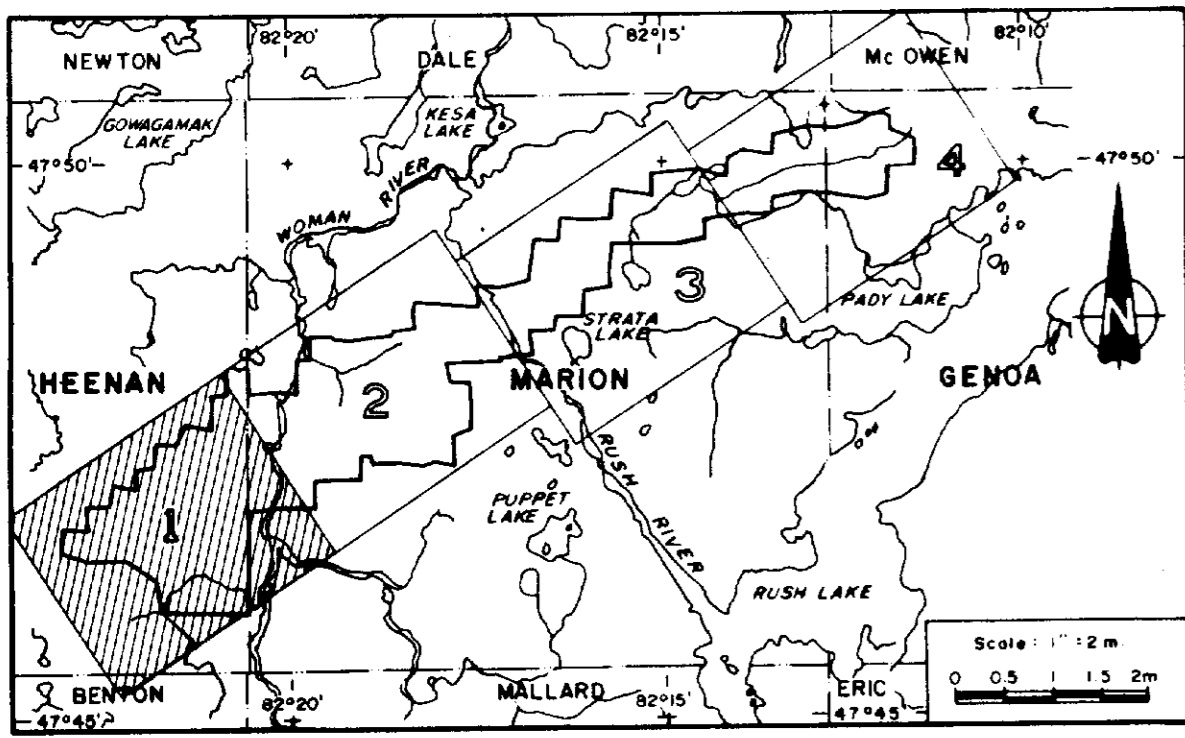 82°20'
82°15'
82°10'
NEWTON
DALE
Mc OWEN
GOWAGAMAK
LAKE
KESA
LAKE
47°50'
47°50'
4
WOMAN
RIVER
3
PADY LAKE
N
STRATA
LAKE
HEENAN
2
MARION
GENOA
1
PUPPET
LAKE
RUSH
RIVER
RUSH LAKE
Scale : 1" : 2 m.
0 0.5 1 1.5 2m
BENTON
82°20'
MALLARD
82°15'
ERIC
47°45'
47°45'